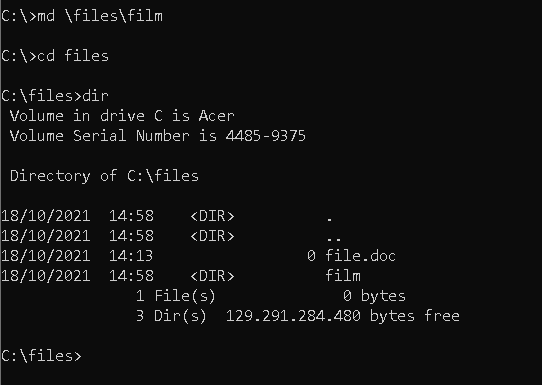 C:\>md \files\film
C:\>cd files
C:\files>dir
 Volume in drive C is Acer
 Volume Serial Number is 4485-9375
 Directory of C:\files
18/10/2021  14:58    <DIR>          .
18/10/2021  14:58    <DIR>          ..
18/10/2021  14:13                 0 file.doc
18/10/2021  14:58    <DIR>          film
               1 File(s)              0 bytes
               3 Dir(s)  129.291.284.480 bytes free
C:\files>